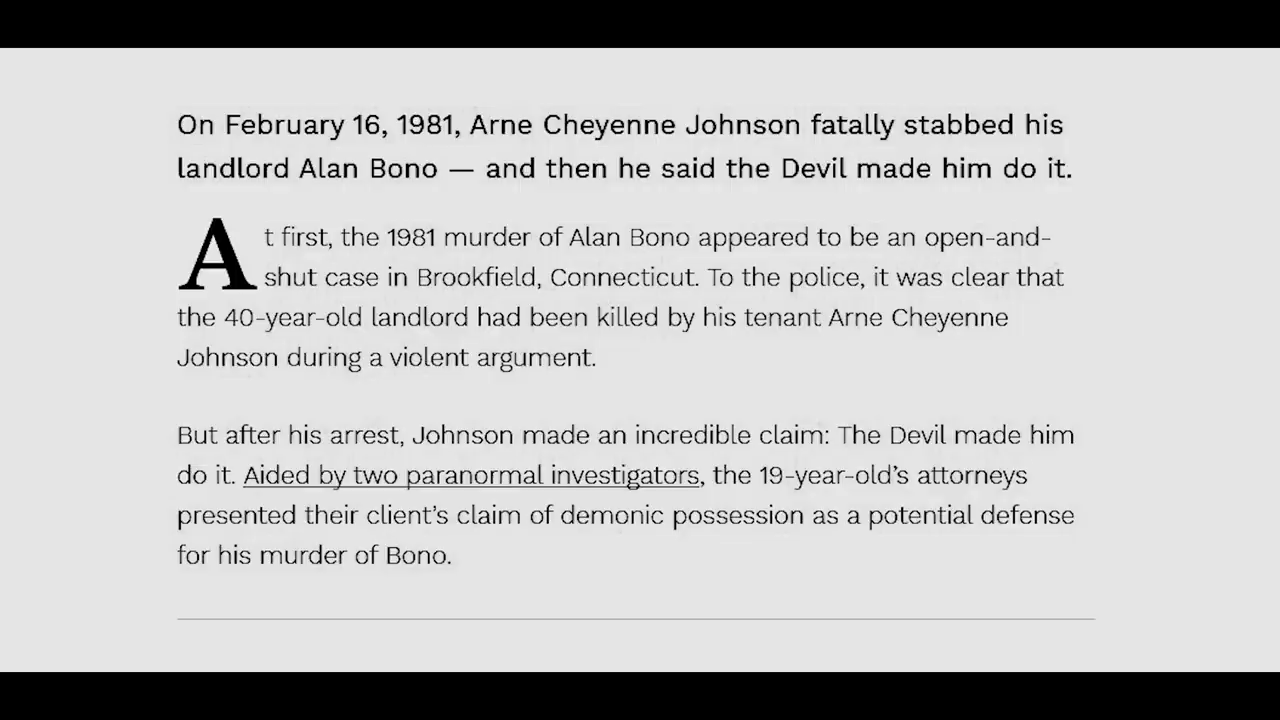 On February 16, 1981, Arne Cheyenne Johnson fatally stabbed his
landlord Alan Bono — and then he said the Devil made him do it.
At first, the 1981 murder of Alan Bono appeared to be an open-and-
shut case in Brookfield, Connecticut. To the police, it was clear that
the 40-year-old landlord had been killed by his tenant Arne Cheyenne
Johnson during a violent argument.
But after his arrest, Johnson made an incredible claim: The Devil made him
do it. Aided by two paranormal investigators, the 19-year-old’s attorneys
presented their client’s claim of demonic possession as a potential defense
for his murder of Bono.